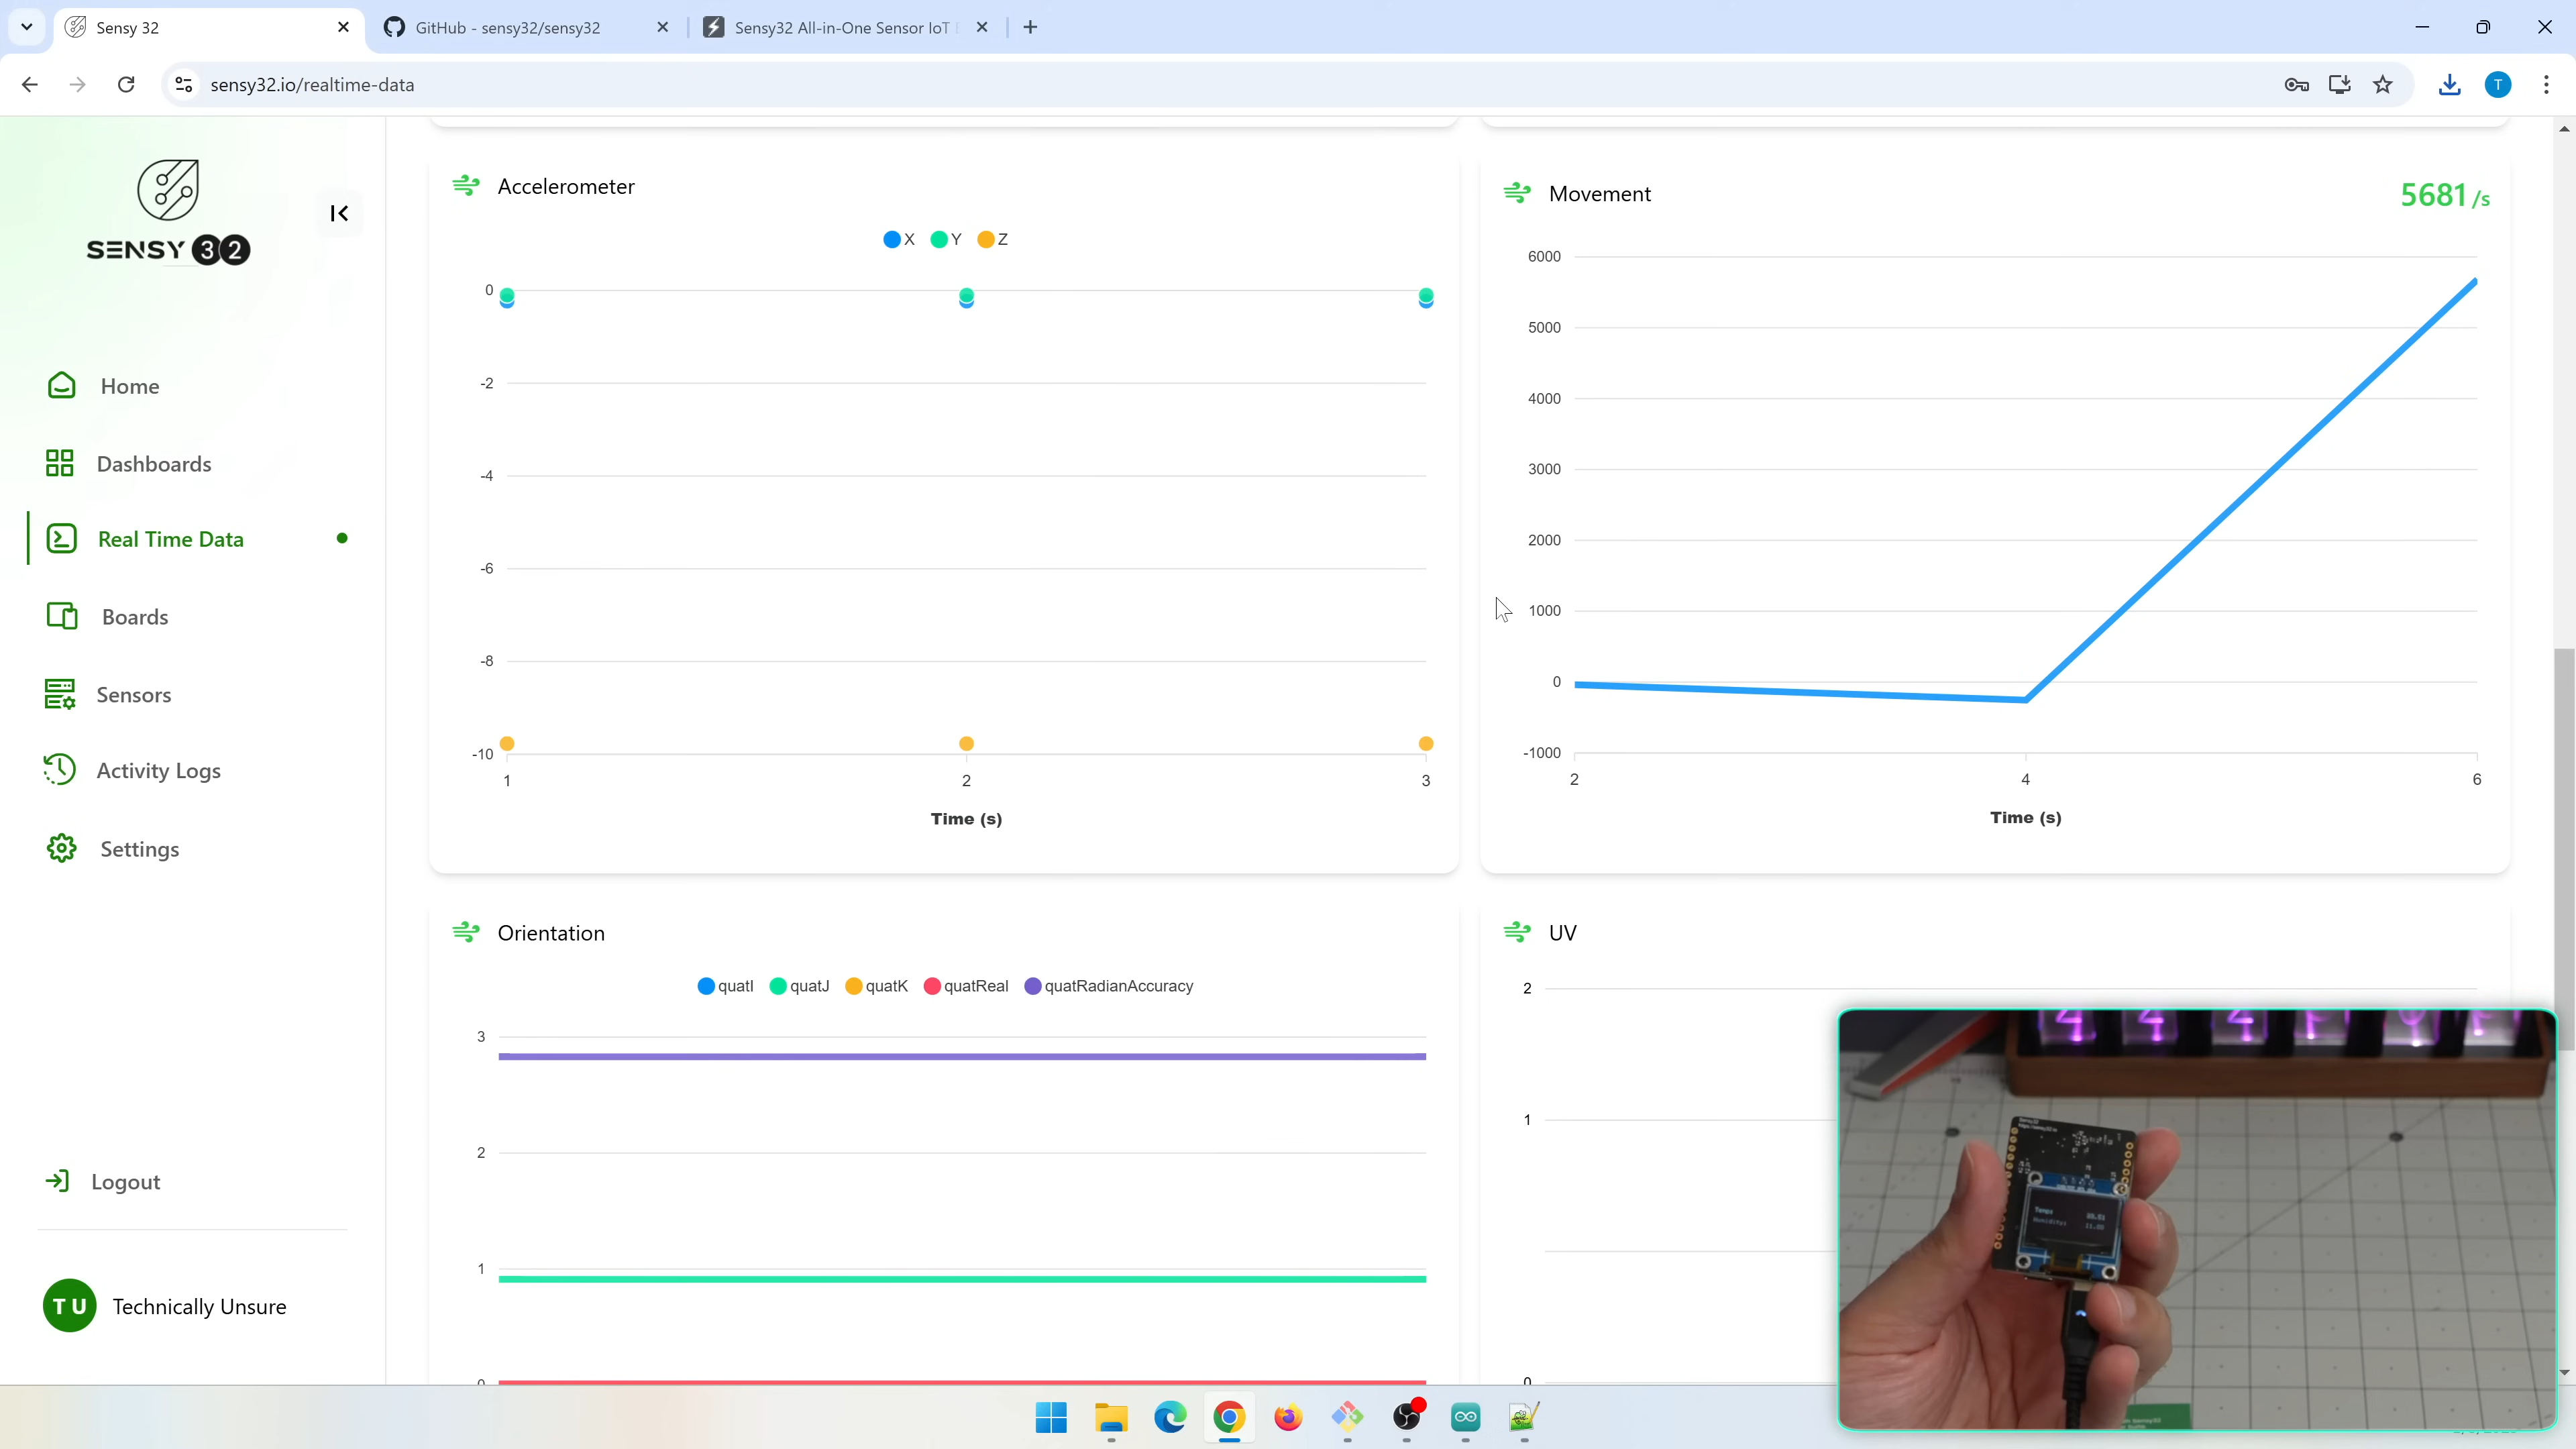 Sensy 32
GitHub - sensy32/sensy32
Sensy32 All-in-One Sensor IoT
sensy32.io/realtime-data
T
SENSY 32
Home
Dashboards
Real Time Data
Boards
Sensors
Activity Logs
Settings
Logout
T U
Technically Unsure
Accelerometer
X Y Z
0
-2
-4
-6
-8
-10
1 2 3
Time (s)
Movement
5681 /s
6000
5000
4000
3000
2000
1000
0
-1000
2 4 6
Time (s)
Orientation
quatI quatJ quatK quatReal quatRadianAccuracy
3
2
1
0
UV
2
1
0